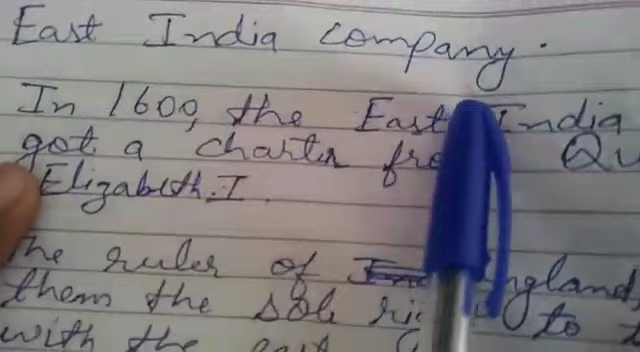 East India company.
In 1600, the East India
got a charter
Elizabeth. I.
The ruler of England,
them the sole to
with the